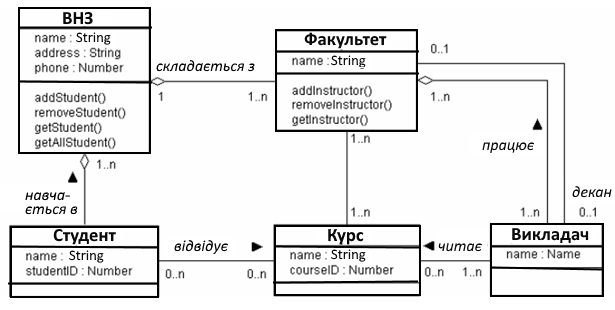 ВНЗ
name : String
address : String
phone : Number
addStudent()
removeStudent()
getStudent()
getAllStudent()
складається з
1
1..n
Факультет
name :String
addInstructor()
removeInstructor()
getInstructor()
0..1
1..n
працює
декан
1..n
0..1
1..n
1..n
1..n
навча-
ється в
Студент
name : String
studentID : Number
відвідує
0..n
0..n
Курс
name : String
courseID : Number
читає
0..n
1..n
Викладач
name : Name